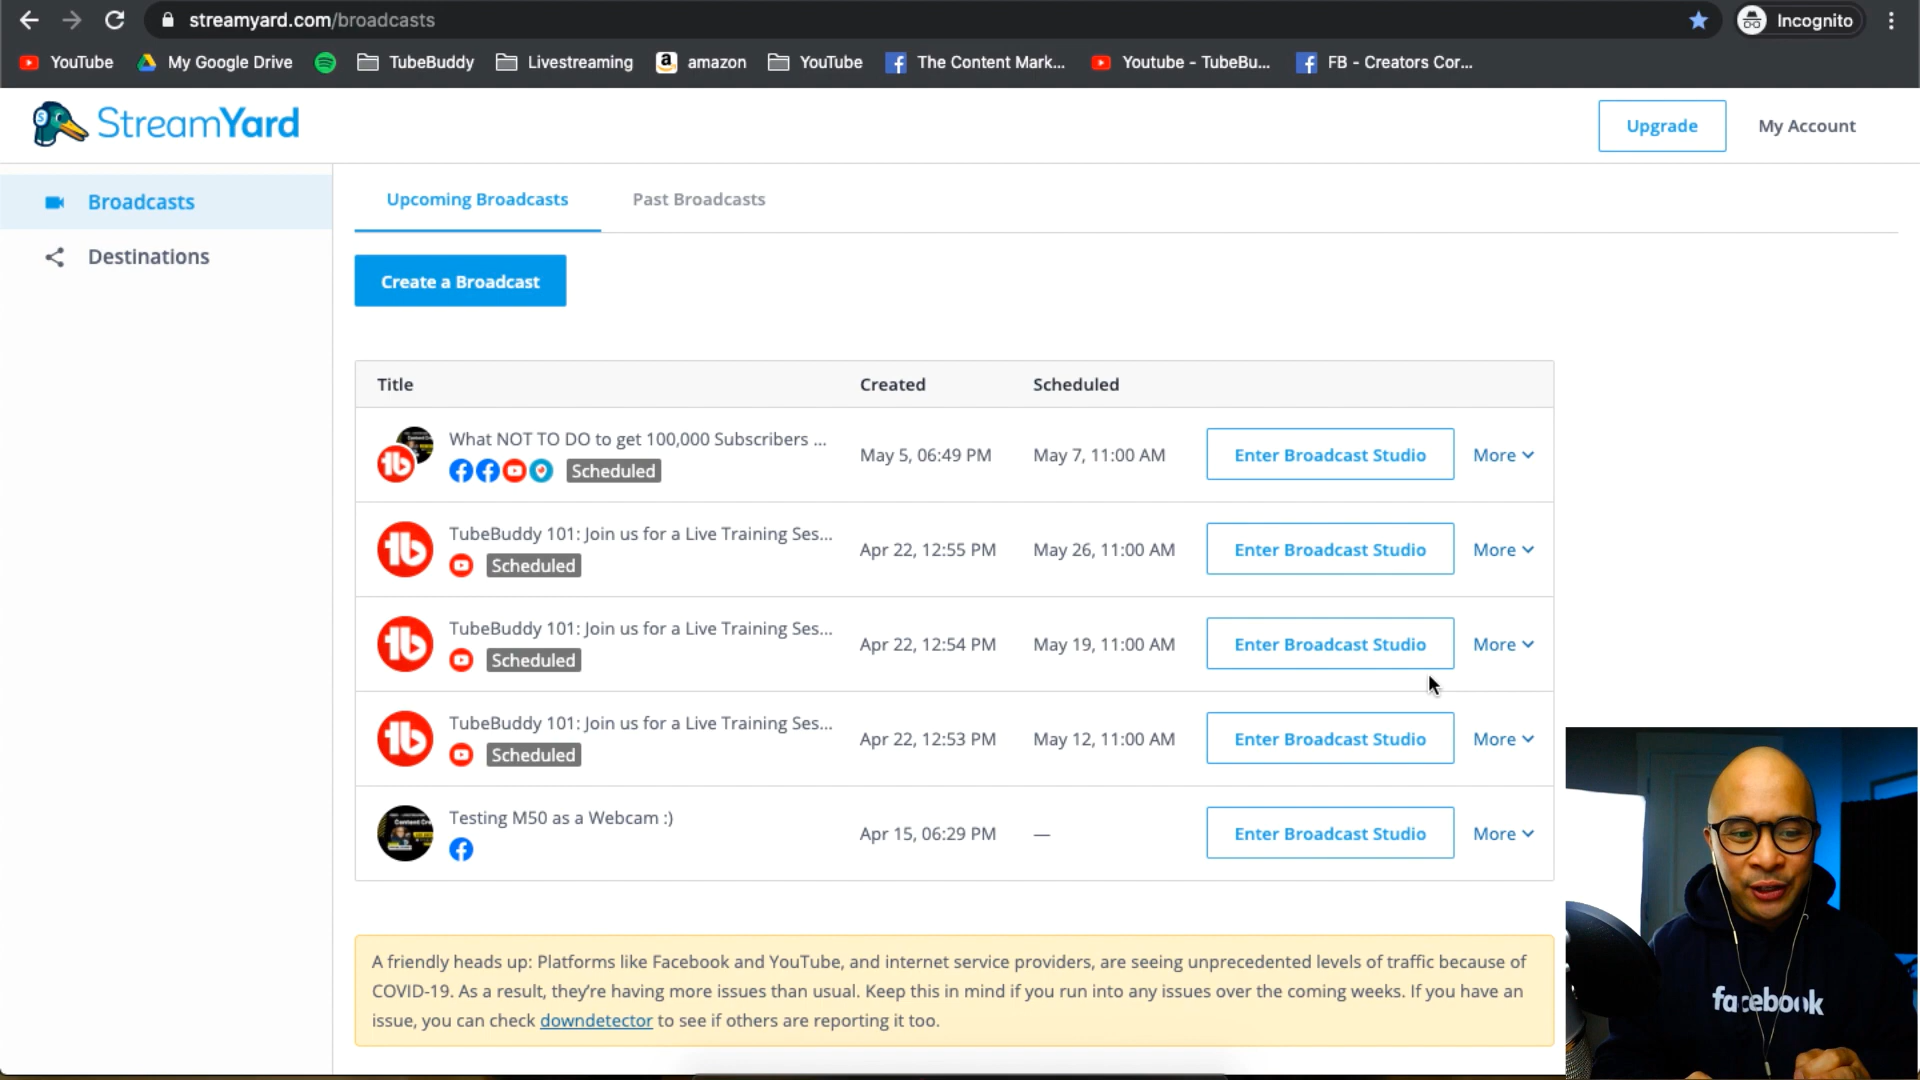 streamyard.com/broadcasts
Incognito
YouTube
My Google Drive
TubeBuddy
Livestreaming
amazon
YouTube
The Content Mark...
Youtube - TubeBu...
FB - Creators Cor...
StreamYard
Upgrade
My Account
Broadcasts
Destinations
Upcoming Broadcasts
Past Broadcasts
Create a Broadcast
Title Created Scheduled
What NOT TO DO to get 100,000 Subscribers ...
Scheduled
May 5, 06:49 PM
May 7, 11:00 AM
Enter Broadcast Studio
More
TubeBuddy 101: Join us for a Live Training Ses...
Scheduled
Apr 22, 12:55 PM
May 26, 11:00 AM
Enter Broadcast Studio
More
TubeBuddy 101: Join us for a Live Training Ses...
Scheduled
Apr 22, 12:54 PM
May 19, 11:00 AM
Enter Broadcast Studio
More
TubeBuddy 101: Join us for a Live Training Ses...
Scheduled
Apr 22, 12:53 PM
May 12, 11:00 AM
Enter Broadcast Studio
More
Testing M50 as a Webcam :)
Apr 15, 06:29 PM
—
Enter Broadcast Studio
More
A friendly heads up: Platforms like Facebook and YouTube, and internet service providers, are seeing unprecedented levels of traffic because of
COVID-19. As a result, they're having more issues than usual. Keep this in mind if you run into any issues over the coming weeks. If you have an
issue, you can check downdetector to see if others are reporting it too.
facebook